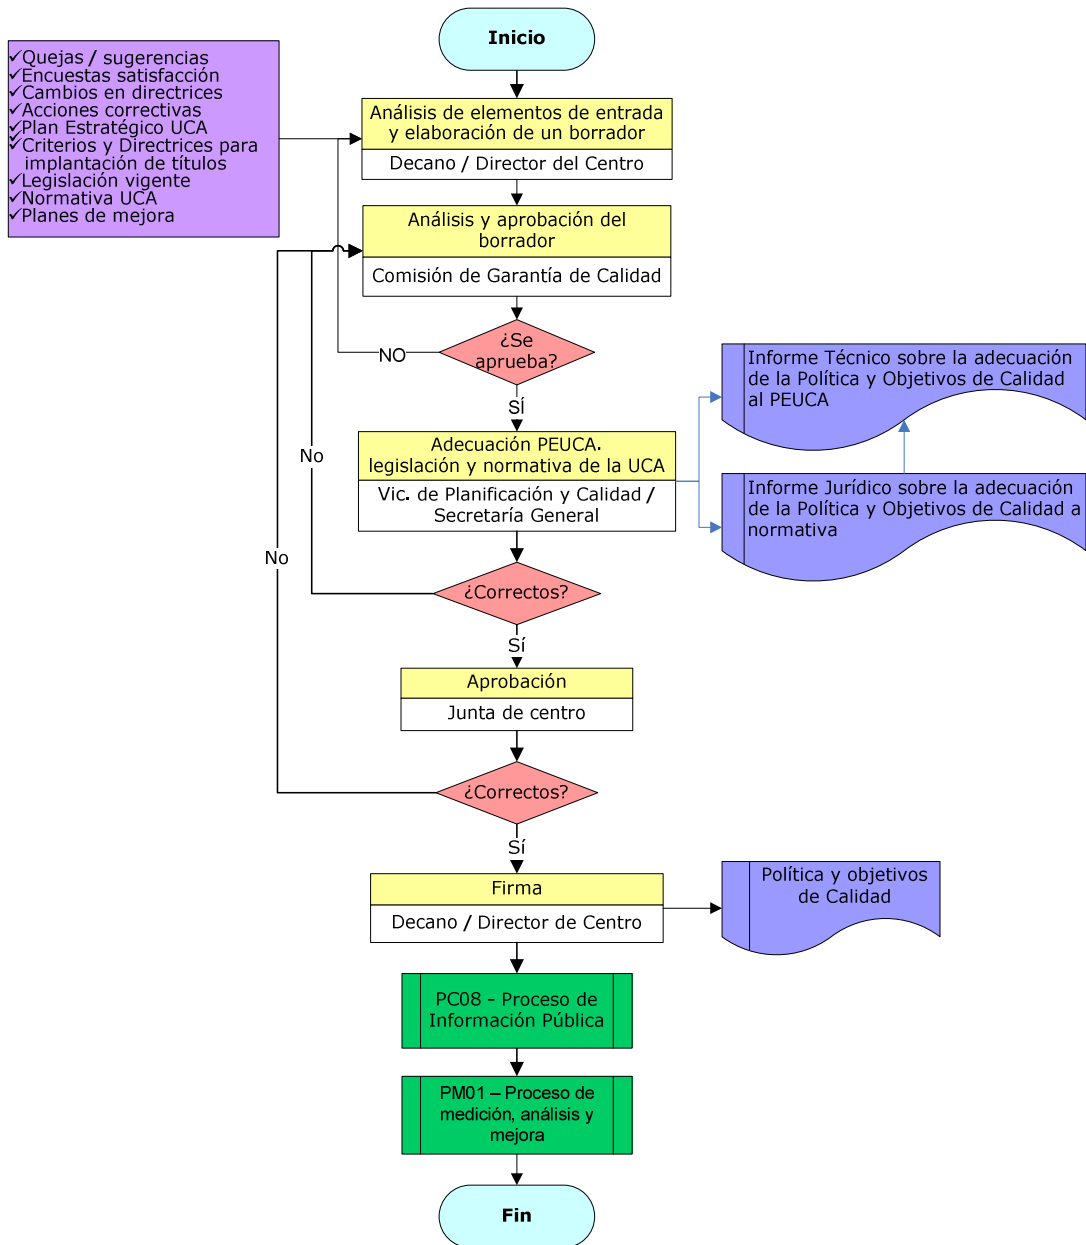 Inicio
✓Quejas / sugerencias
✓Encuestas satisfacción
✓Cambios en directrices
✓Acciones correctivas
✓Plan Estratégico UCA
✓Criterios y Directrices para
implantación de títulos
✓Legislación vigente
✓Normativa UCA
✓Planes de mejora
Análisis de elementos de entrada
y elaboración de un borrador
Decano / Director del Centro
Análisis y aprobación del
borrador
Comisión de Garantía de Calidad
¿Se
aprueba?
NO
SÍ
Informe Técnico sobre la adecuación
de la Política y Objetivos de Calidad
al PEUCA
Adecuación PEUCA.
legislación y normativa de la UCA
Vic. de Planificación y Calidad /
Secretaría General
Informe Jurídico sobre la adecuación
de la Política y Objetivos de Calidad a
normativa
No
No
¿Correctos?
Sí
Aprobación
Junta de centro
¿Correctos?
Sí
Firma
Decano / Director de Centro
Política y objetivos
de Calidad
PC08 - Proceso de
Información Pública
PM01 – Proceso de
medición, análisis y
mejora
Fin